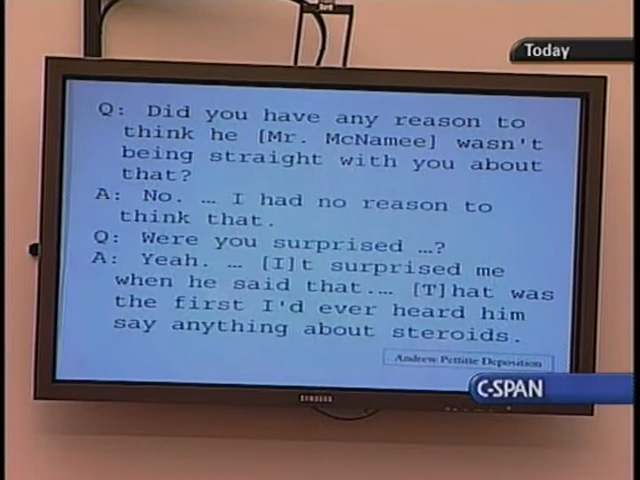 Today
Q: Did you have any reason to
think he [Mr. McNamee] wasn't
being straight with you about
that?
A: No. … I had no reason to
think that.
Q: Were you surprised …?
A: Yeah. … [I]t surprised me
when he said that.… [T]hat was
the first I'd ever heard him
say anything about steroids.
Andrew Pettitte Deposition
C-SPAN
SAMSUNG